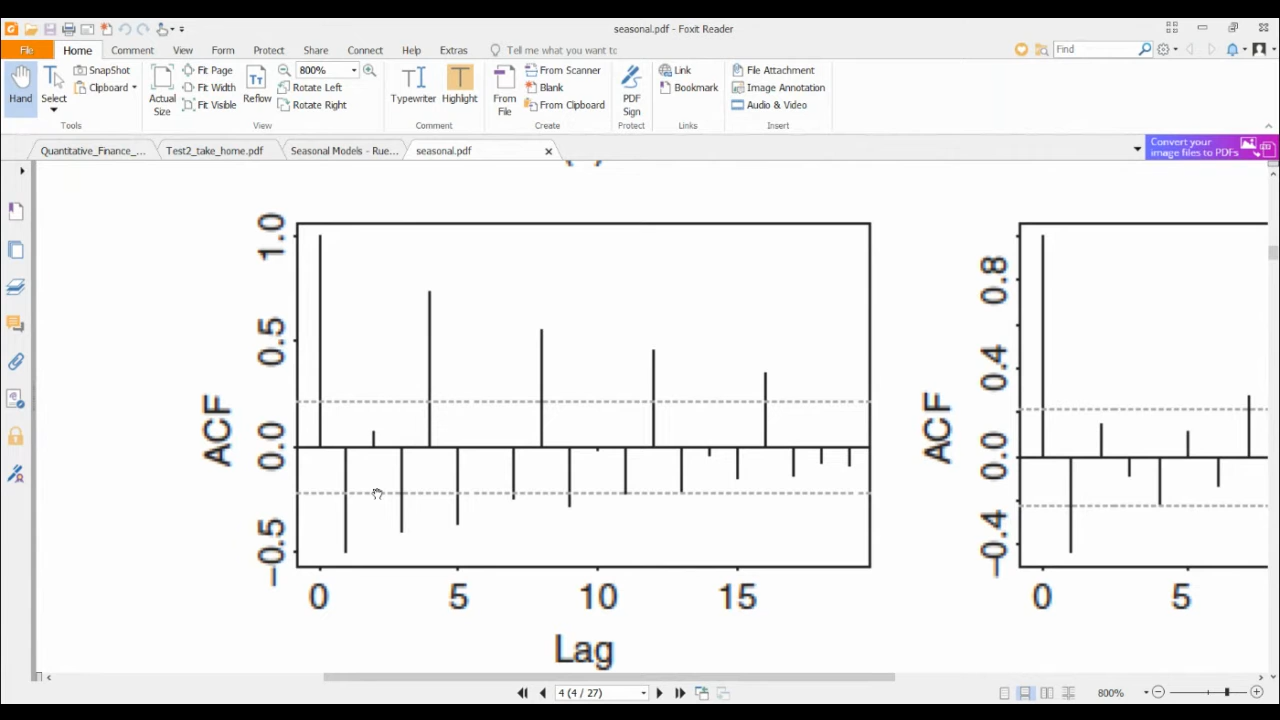 seasonal.pdf - Foxit Reader
File Home Comment View Form Protect Share Connect Help Extras Tell me what you want to Find
Hand
Select
SnapShot
Clipboard
Tools
Actual
Size
Fit Page
Fit Width
Fit Visible
Reflow
800%
Rotate Left
Rotate Right
View
Typewriter
Highlight
Comment
From
File
From Scanner
Blank
From Clipboard
Create
PDF
Sign
Protect
Link
Bookmark
Links
File Attachment
Image Annotation
Audio & Video
Insert
Quantitative_Finance_... Test2_take_home.pdf Seasonal Models - Rue... seasonal.pdf
Convert your
image files to PDFs
ACF
1.0
0.5
0.0
−0.5
0 5 10 15
Lag
ACF
0.8
0.4
0.0
−0.4
0 5
4 (4 / 27) 800%